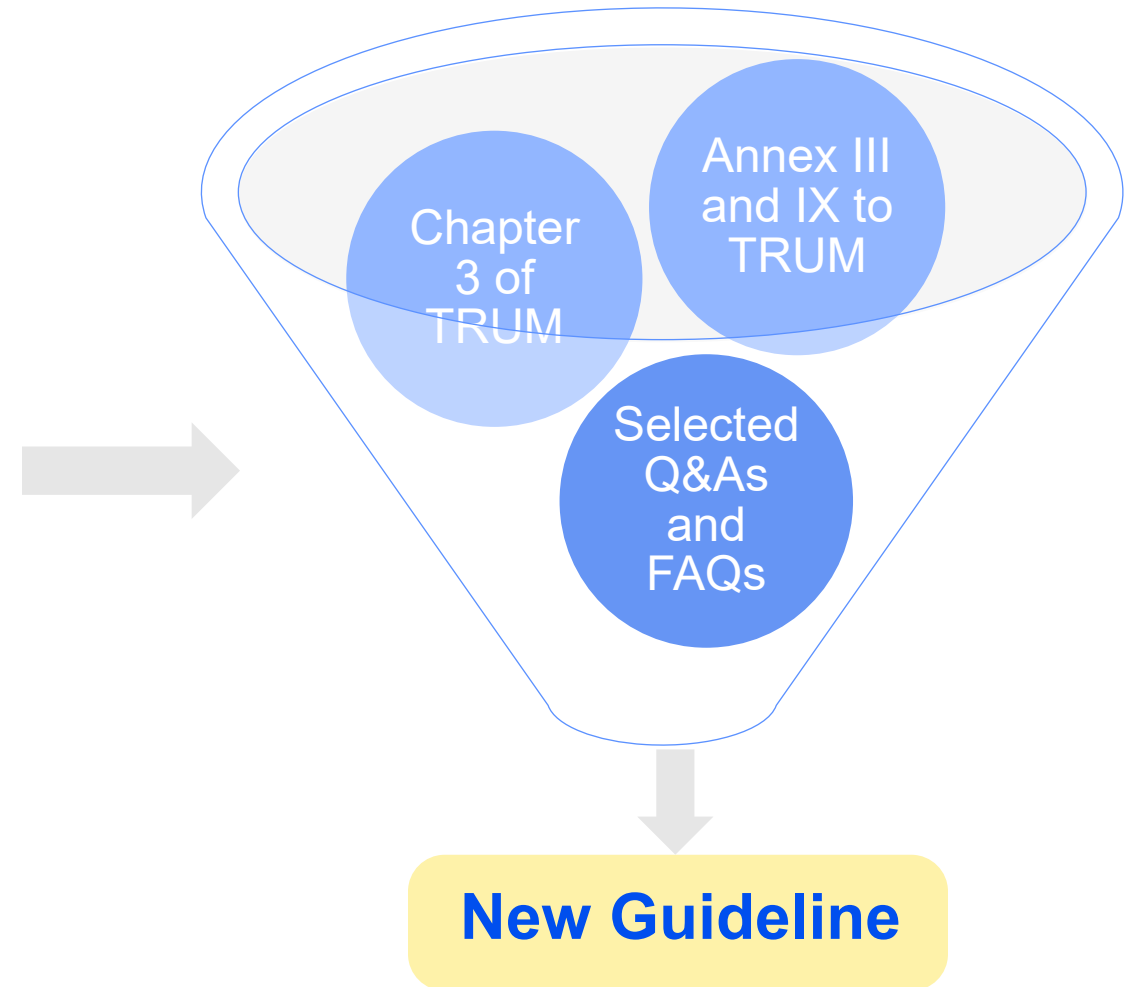 Chapter
3 of
TRUM
Annex III
and IX to
TRUM
Selected
Q&As
and
FAQs
New Guideline